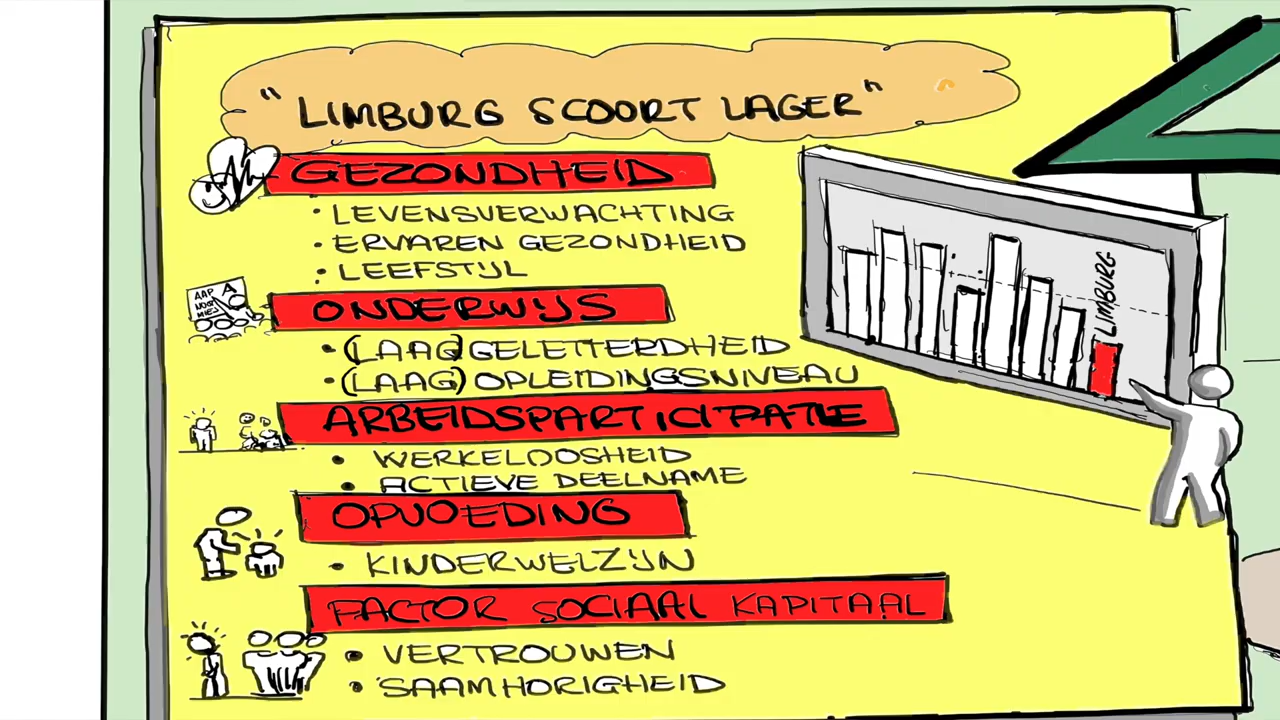 "LIMBURG SCOORT LAGER"
GEZONDHEID
• LEVENSVERWACHTING
• ERVAREN GEZONDHEID
• LEEFSTIJL
AAP
NOOT
MIES
A
ONDERWIJS
• (LAAG) GELETTERDHEID
• (LAAG) OPLEIDINGSNIVEAU
ARBEIDSPARTICIPATIE
• WERKELOOSHEID
• ACTIEVE DEELNAME
OPVOEDING
• KINDERWELZIJN
FACTOR SOCIAAL KAPITAAL
• VERTROUWEN
• SAAMHORIGHEID
LIMBURG